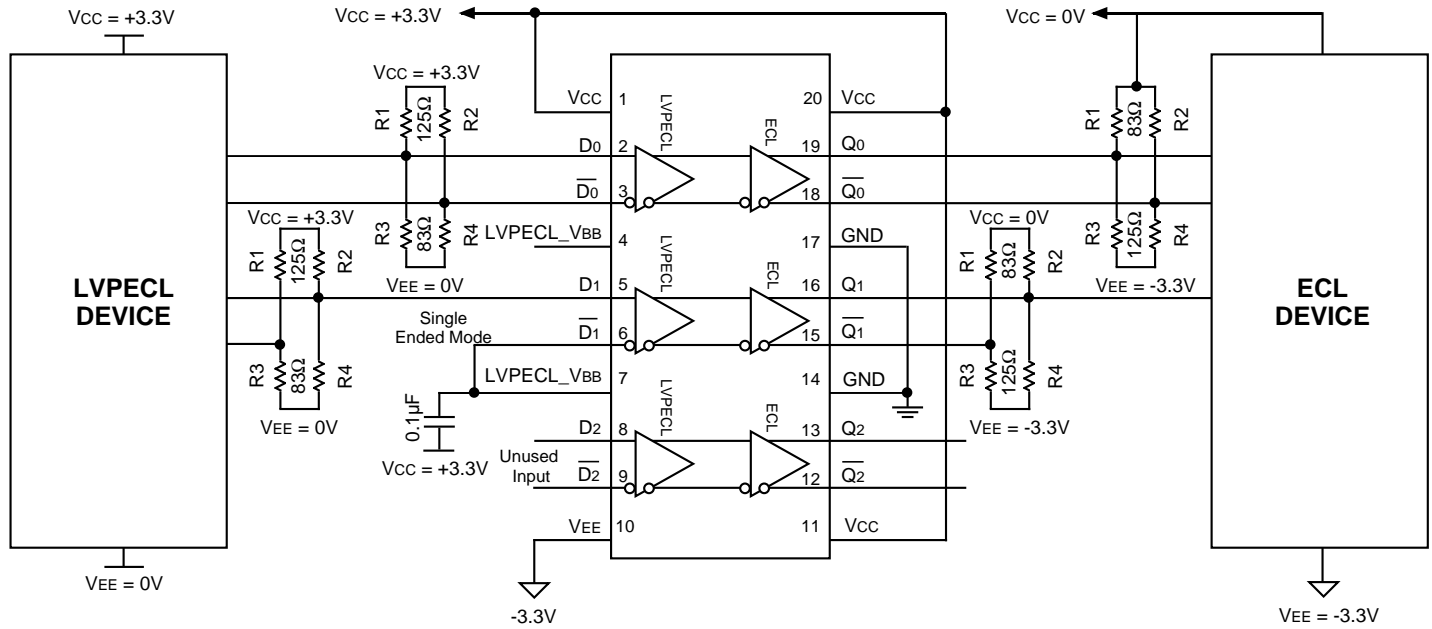 VCC = +3.3V
LVPECL
DEVICE
VEE = 0V
VCC = +3.3V
R1
125Ω
R2
R3
83Ω
R4
VEE = 0V
VCC = +3.3V
R1
125Ω
R2
R3
83Ω
R4
VEE = 0V
VCC = +3.3V
VCC
1
D0
2
D0
3
LVPECL_VBB
4
D1
5
Single
Ended Mode
D1
6
LVPECL_VBB
7
0.1µF
VCC = +3.3V
D2
8
Unused
Input
D2
9
VEE
10
-3.3V
LVPECL
ECL
LVPECL
ECL
LVPECL
ECL
20
VCC
19
Q0
18
Q0
17
GND
16
Q1
15
Q1
14
GND
13
Q2
12
Q2
11
VCC
VCC = 0V
R1
83Ω
R2
R3
125Ω
R4
VEE = -3.3V
VCC = 0V
R1
83Ω
R2
R3
125Ω
R4
VEE = -3.3V
ECL
DEVICE
VEE = -3.3V